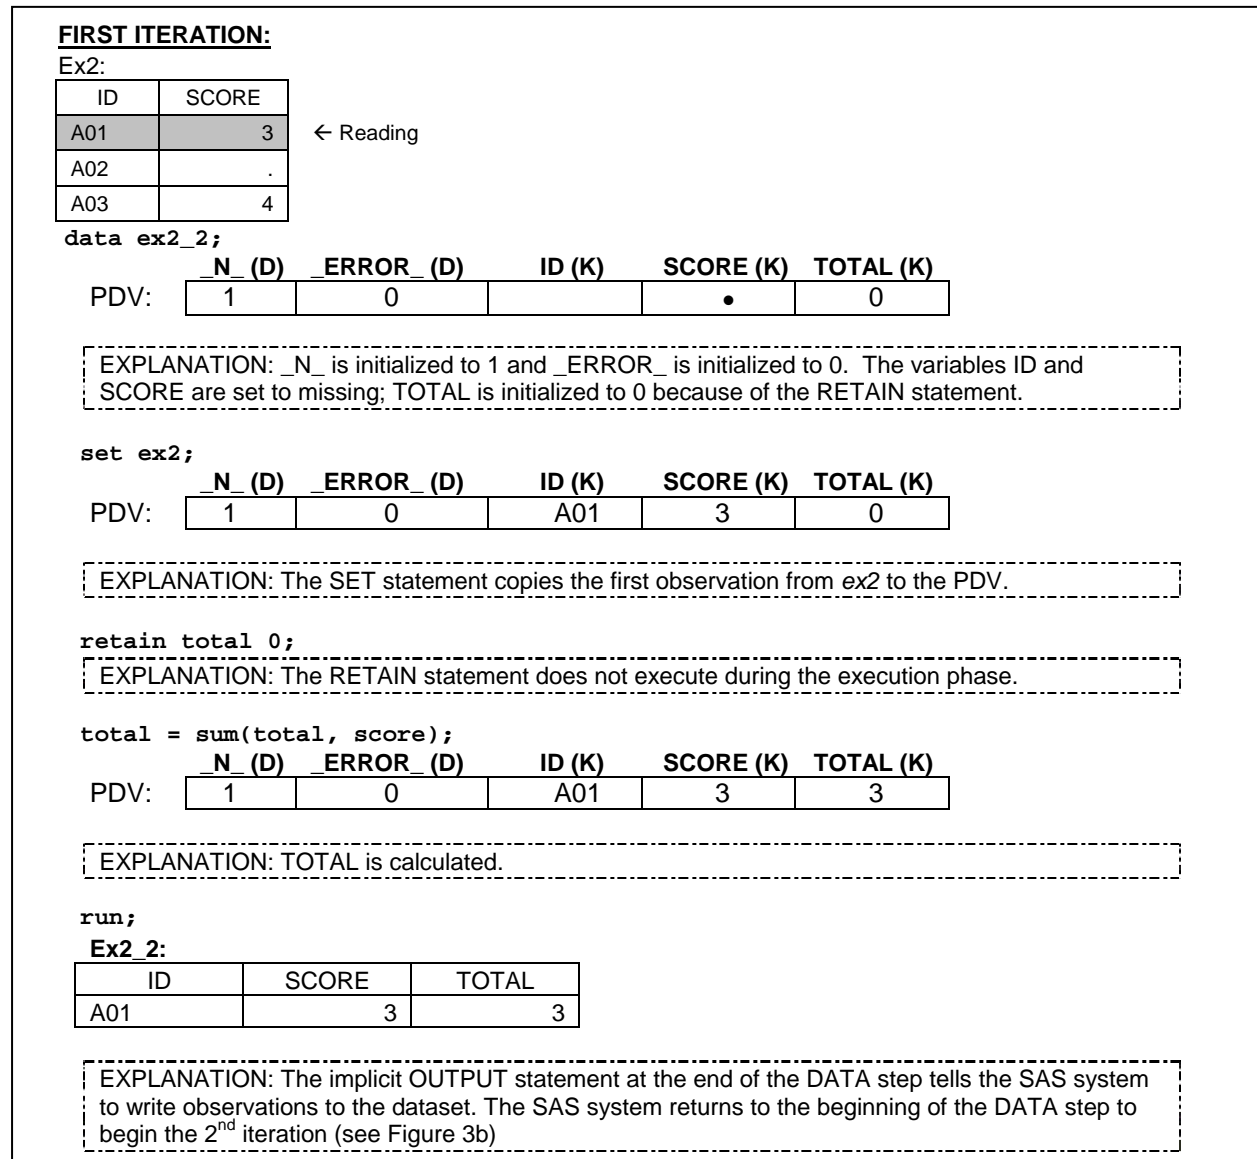 FIRST ITERATION:
Ex2:
ID SCORE
A01 3 ← Reading
A02 .
A03 4
data ex2_2;
_N_ (D) _ERROR_ (D) ID (K) SCORE (K) TOTAL (K)
PDV: 1 0 • 0
EXPLANATION: _N_ is initialized to 1 and _ERROR_ is initialized to 0. The variables ID and
SCORE are set to missing; TOTAL is initialized to 0 because of the RETAIN statement.
set ex2;
_N_ (D) _ERROR_ (D) ID (K) SCORE (K) TOTAL (K)
PDV: 1 0 A01 3 0
EXPLANATION: The SET statement copies the first observation from ex2 to the PDV.
retain total 0;
EXPLANATION: The RETAIN statement does not execute during the execution phase.
total = sum(total, score);
_N_ (D) _ERROR_ (D) ID (K) SCORE (K) TOTAL (K)
PDV: 1 0 A01 3 3
EXPLANATION: TOTAL is calculated.
run;
Ex2_2:
ID SCORE TOTAL
A01 3 3
EXPLANATION: The implicit OUTPUT statement at the end of the DATA step tells the SAS system
to write observations to the dataset. The SAS system returns to the beginning of the DATA step to
begin the 2nd iteration (see Figure 3b)